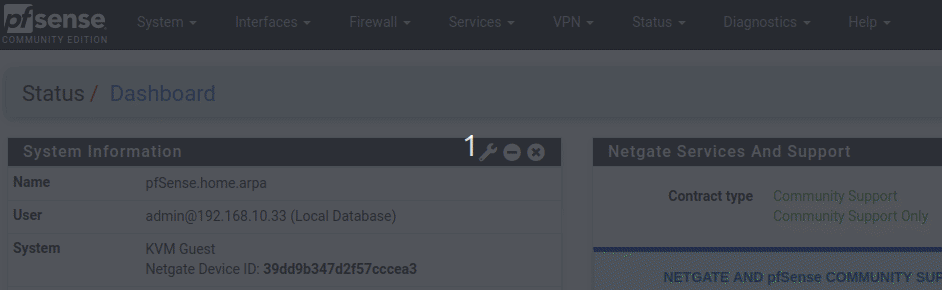 pfsense
COMMUNITY EDITION
System Interfaces Firewall Services VPN Status Diagnostics Help
Status / Dashboard
System Information 1
Name pfSense.home.arpa
User admin@192.168.10.33 (Local Database)
System KVM Guest
Netgate Device ID: 39dd9b347d2f57cccea3
Netgate Services And Support
Contract type Community Support
Community Support Only
NETGATE AND pfSense COMMUNITY SUP